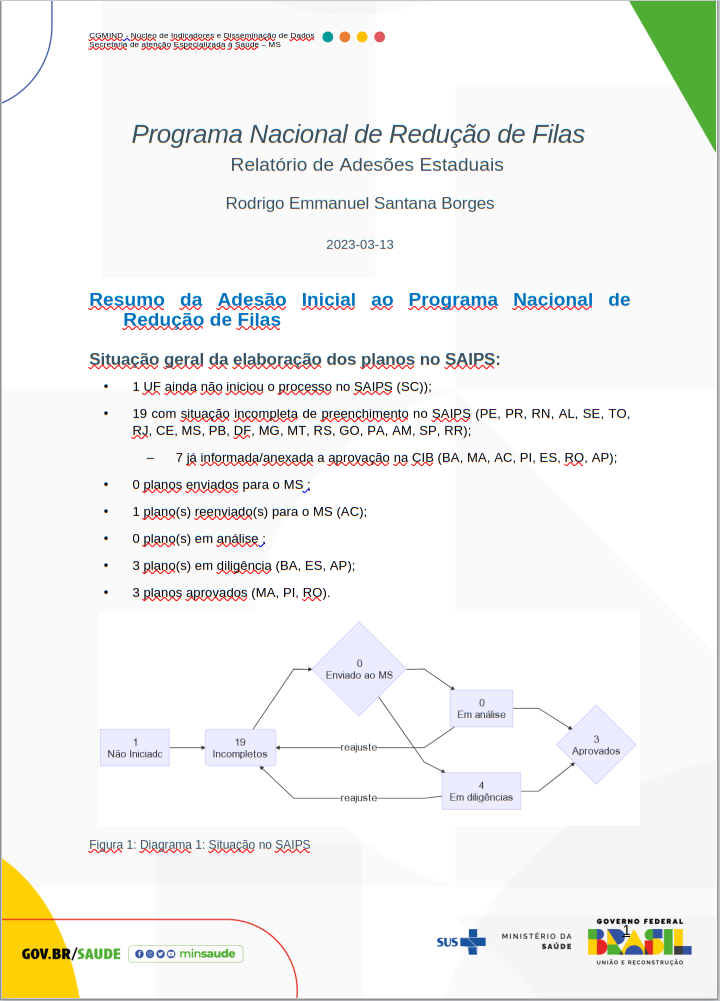 CGMIND - Núcleo de Indicadores e Disseminação de Dados
Secretaria de atenção Especializada à Saúde – MS
Programa Nacional de Redução de Filas
Relatório de Adesões Estaduais
Rodrigo Emmanuel Santana Borges
2023-03-13
Resumo da Adesão Inicial ao Programa Nacional de
Redução de Filas
Situação geral da elaboração dos planos no SAIPS:
• 1 UF ainda não iniciou o processo no SAIPS (SC));
• 19 com situação incompleta de preenchimento no SAIPS (PE, PR, RN, AL, SE, TO,
RJ, CE, MS, PB, DF, MG, MT, RS, GO, PA, AM, SP, RR);
– 7 já informada/anexada a aprovação na CIB (BA, MA, AC, PI, ES, RO, AP);
• 0 planos enviados para o MS ;
• 1 plano(s) reenviado(s) para o MS (AC);
• 0 plano(s) em análise ;
• 3 plano(s) em diligência (BA, ES, AP);
• 3 planos aprovados (MA, PI, RO).
0
Enviado ao MS
0
Em análise
1
Não Iniciado
19
Incompletos
reajuste
3
Aprovados
4
Em diligências
reajuste
Figura 1: Diagrama 1: Situação no SAIPS
GOV.BR/SAUDE
minsaude
SUS
MINISTÉRIO DA
SAÚDE
GOVERNO FEDERAL
BRASIL
1
UNIÃO E RECONSTRUÇÃO